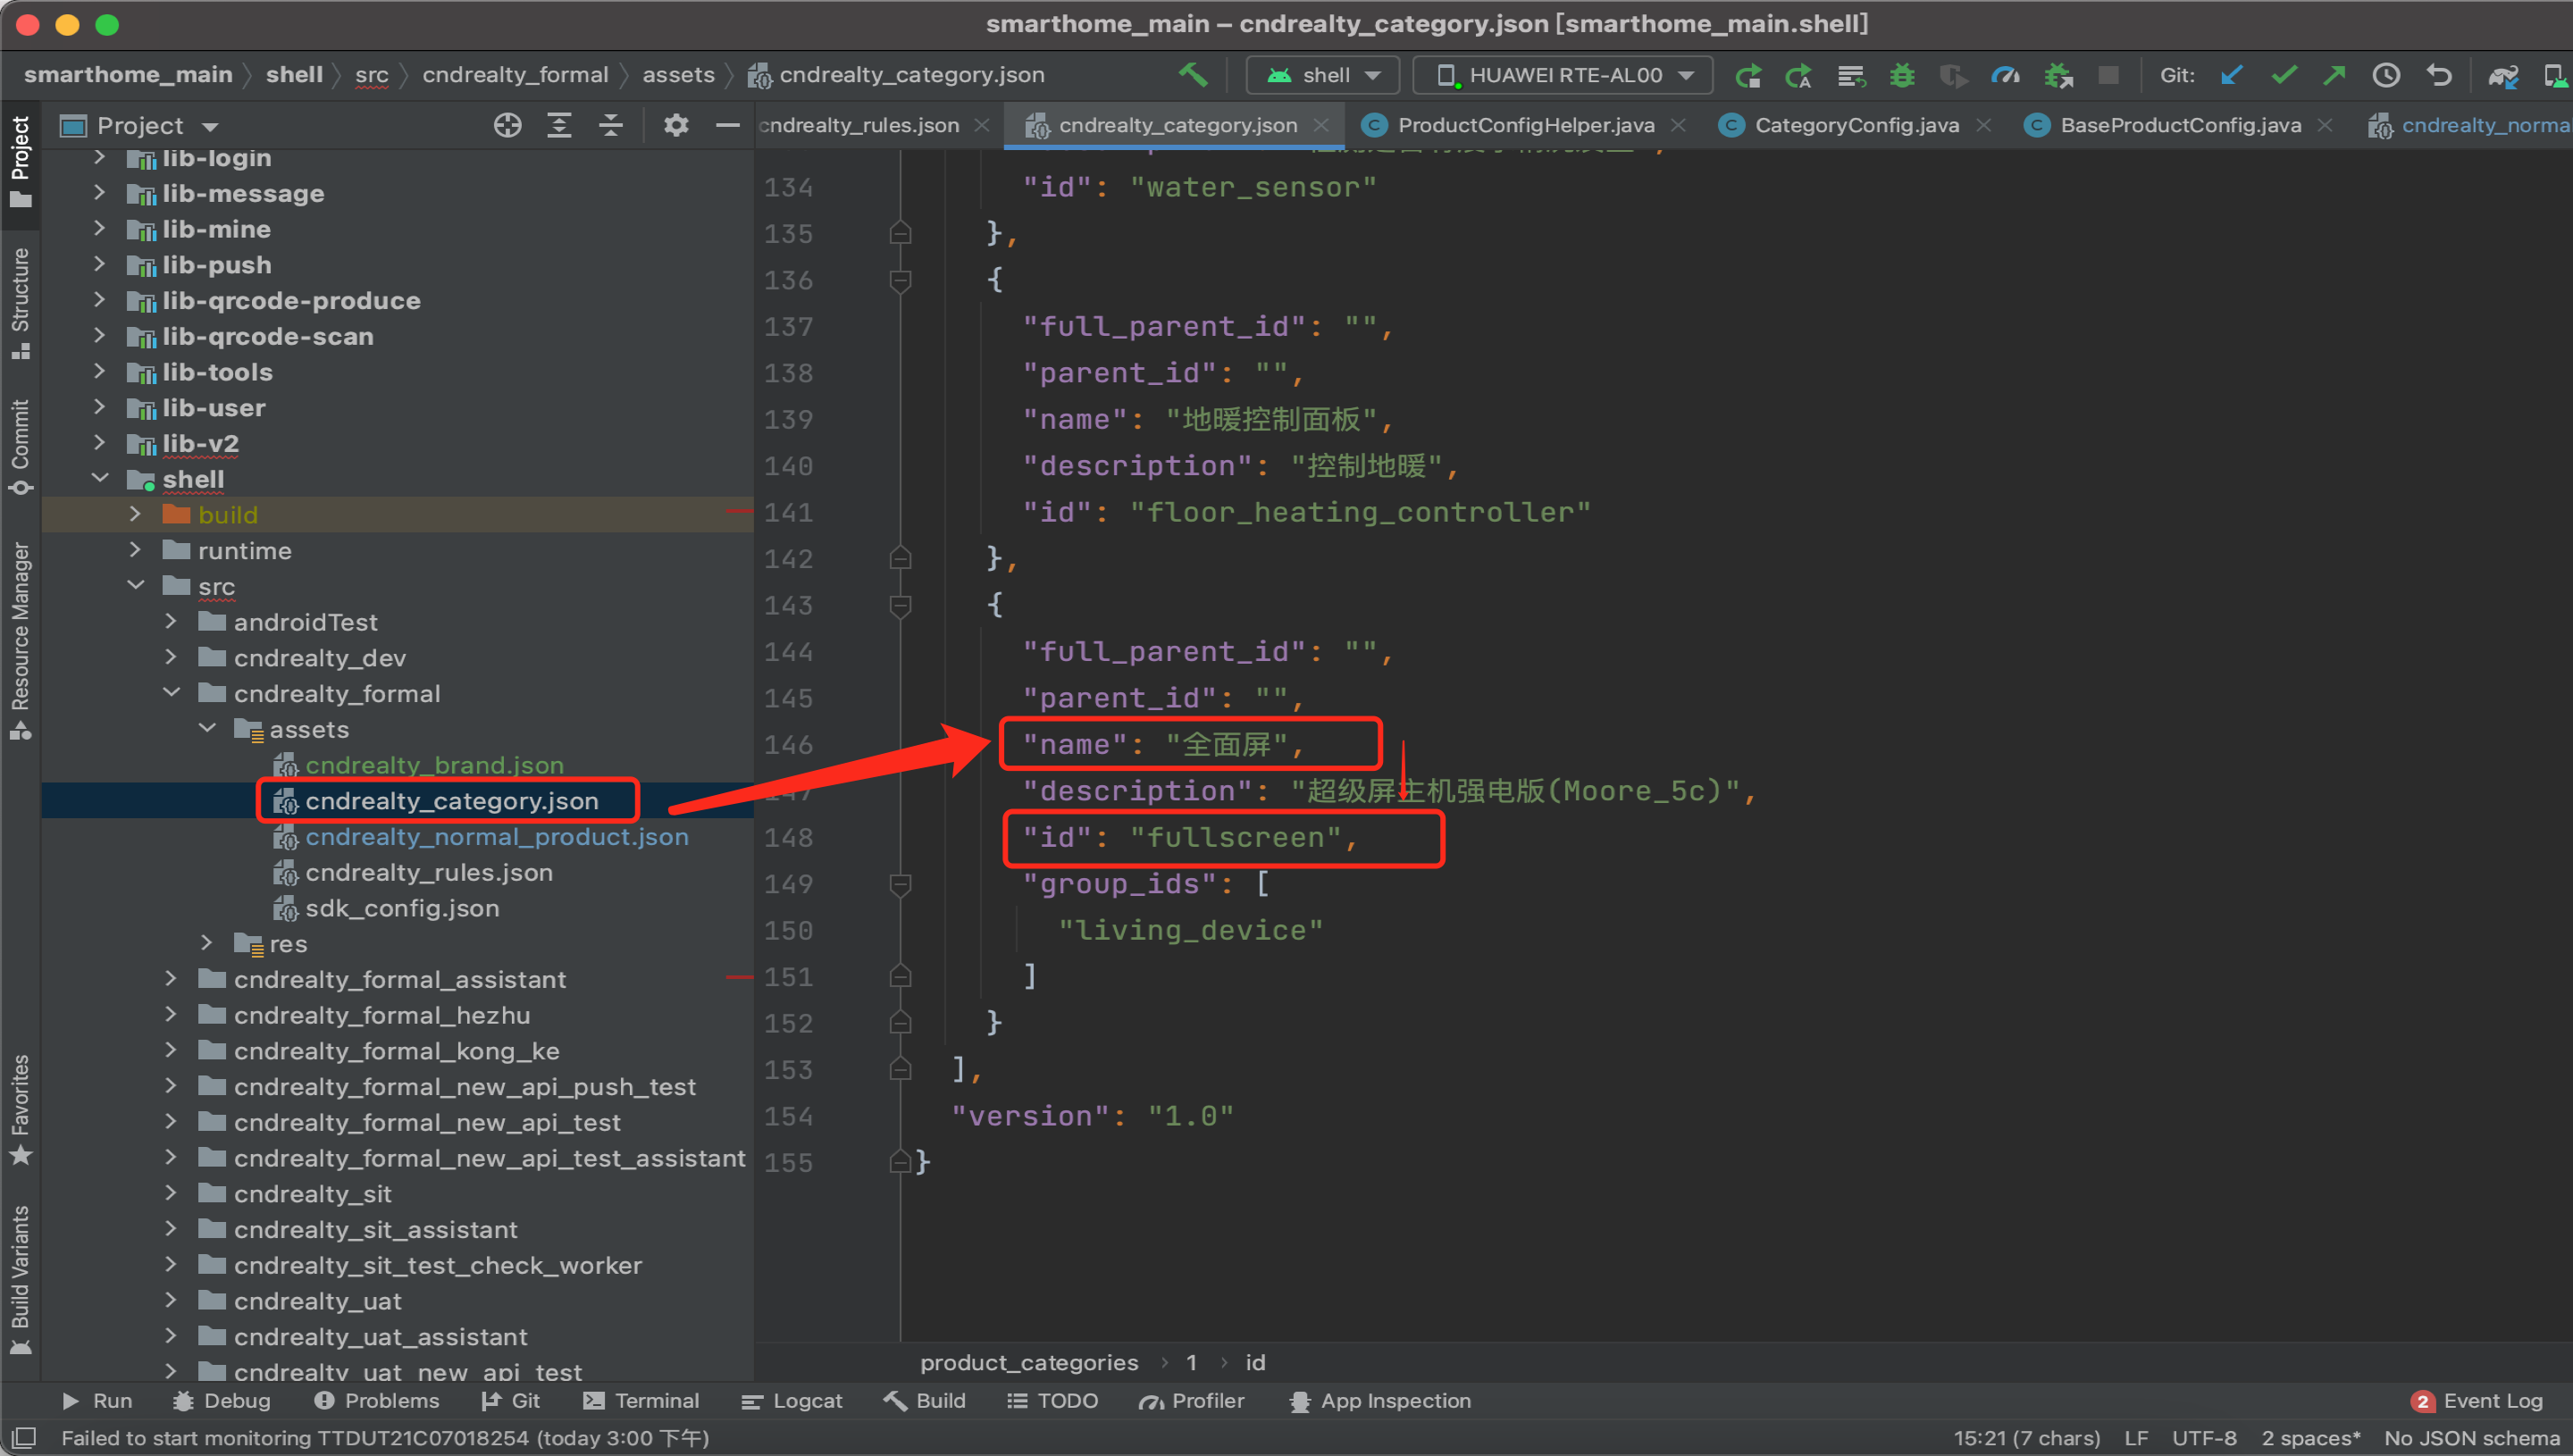 smarthome_main – cndrealty_category.json [smarthome_main.shell]
smarthome_main shell src cndrealty_formal assets cndrealty_category.json shell HUAWEI RTE-AL00 Git:
Project
cndrealty_rules.json cndrealty_category.json ProductConfigHelper.java CategoryConfig.java BaseProductConfig.java cndrealty_norma
Project
Structure
Commit
Resource Manager
Favorites
Build Variants
lib-login
lib-message
lib-mine
lib-push
lib-qrcode-produce
lib-qrcode-scan
lib-tools
lib-user
lib-v2
shell
build
runtime
src
androidTest
cndrealty_dev
cndrealty_formal
assets
cndrealty_brand.json
cndrealty_category.json
cndrealty_normal_product.json
cndrealty_rules.json
sdk_config.json
res
cndrealty_formal_assistant
cndrealty_formal_hezhu
cndrealty_formal_kong_ke
cndrealty_formal_new_api_push_test
cndrealty_formal_new_api_test
cndrealty_formal_new_api_test_assistant
cndrealty_sit
cndrealty_sit_assistant
cndrealty_sit_test_check_worker
cndrealty_uat
cndrealty_uat_assistant
cndrealty_uat_new_api_test
134 "id": "water_sensor"
135 },
136 {
137 "full_parent_id": "",
138 "parent_id": "",
139 "name": "地暖控制面板",
140 "description": "控制地暖",
141 "id": "floor_heating_controller"
142 },
143 {
144 "full_parent_id": "",
145 "parent_id": "",
146 "name": "全面屏",
147 "description": "超级屏主机强电版(Moore_5c)",
148 "id": "fullscreen",
149 "group_ids": [
150 "living_device"
151 ]
152 }
153 ],
154 "version": "1.0"
155 }
product_categories 1 id
Run Debug Problems Git Terminal Logcat Build TODO Profiler App Inspection 2 Event Log
Failed to start monitoring TTDUT21C07018254 (today 3:00 下午) 15:21 (7 chars) LF UTF-8 2 spaces* No JSON schema